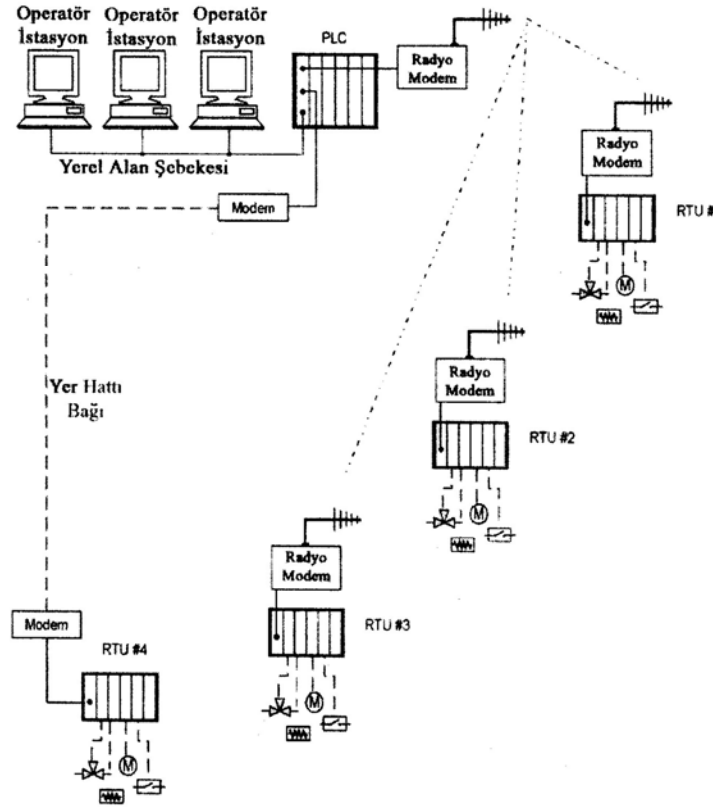 Operatör
İstasyon
Operatör
İstasyon
Operatör
İstasyon
PLC
Radyo
Modem
Yerel Alan Şebekesi
Modem
Radyo
Modem
RTU #
M
Yer Hattı
Bağı
Radyo
Modem
RTU #2
M
Radyo
Modem
RTU #3
M
Modem
RTU #4
M